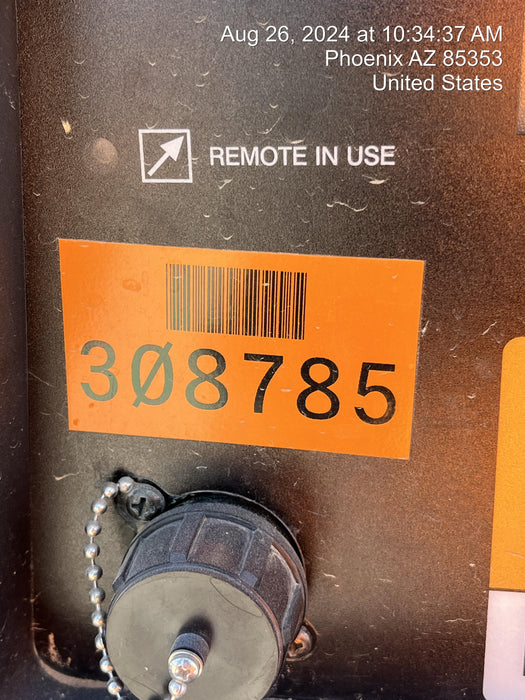 Aug 26, 2024 at 10:34:37 AM
Phoenix AZ 85353
United States
REMOTE IN USE
3Ø8785